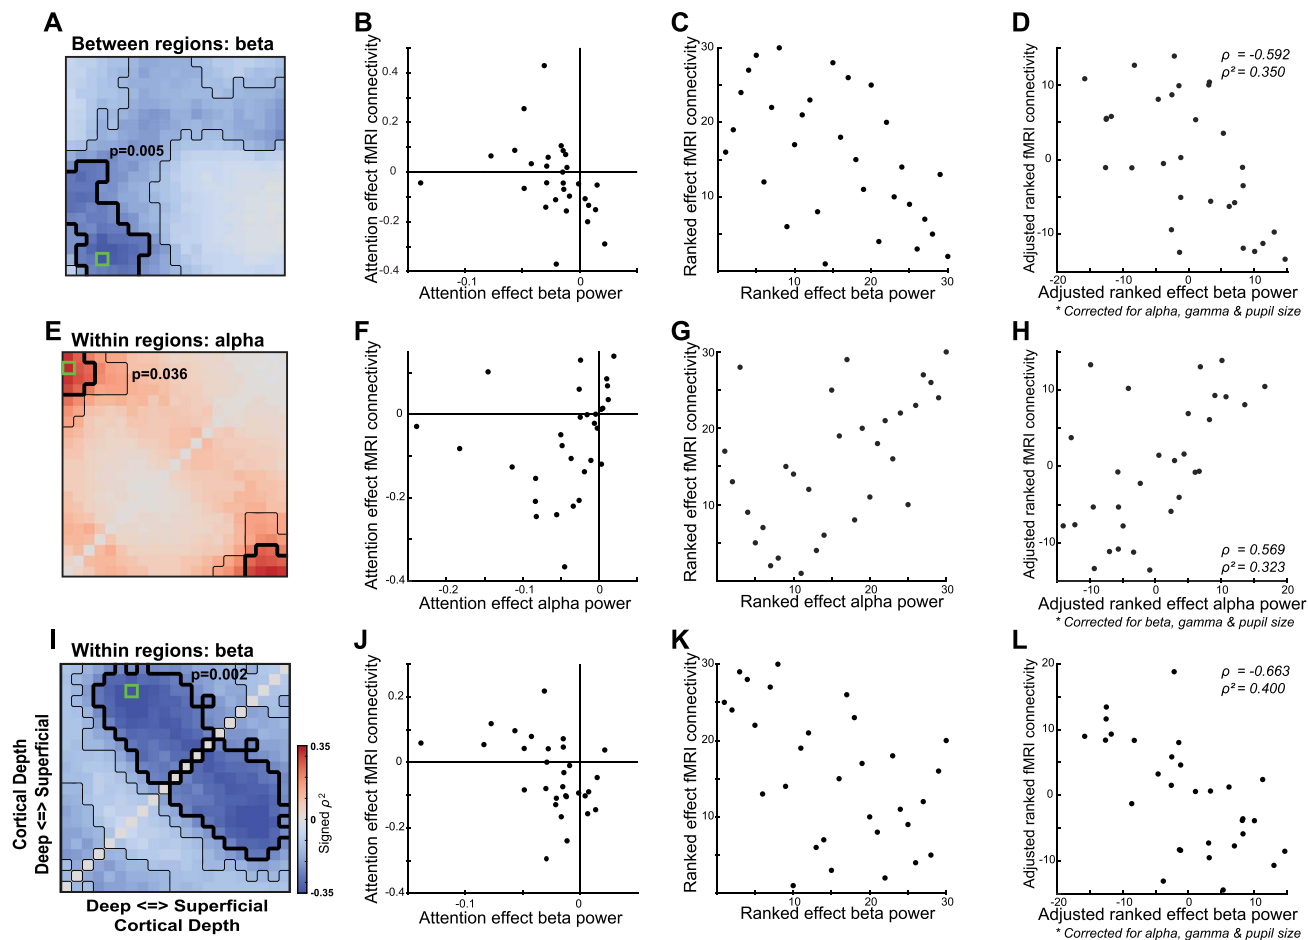 A
Between regions: beta
p=0.005
B
Attention effect fMRI connectivity
0.4
0.2
0
-0.2
-0.4
-0.1
0
Attention effect beta power
C
Ranked effect fMRI connectivity
30
20
10
10
20
30
Ranked effect beta power
D
Adjusted ranked fMRI connectivity
10
0
-10
-20
-10
0
10
ρ = -0.592
ρ² = 0.350
Adjusted ranked effect beta power
* Corrected for alpha, gamma & pupil size
E
Within regions: alpha
p=0.036
F
Attention effect fMRI connectivity
0
-0.2
-0.4
-0.2
-0.1
0
Attention effect alpha power
G
Ranked effect fMRI connectivity
30
20
10
10
20
30
Ranked effect alpha power
H
Adjusted ranked fMRI connectivity
10
0
-10
-10
0
10
20
ρ = 0.569
ρ² = 0.323
Adjusted ranked effect alpha power
* Corrected for beta, gamma & pupil size
I
Within regions: beta
p=0.002
Cortical Depth
Deep <=> Superficial
Deep <=> Superficial
Cortical Depth
0.35
0
-0.35
Signed ρ²
J
Attention effect fMRI connectivity
0.2
0
-0.2
-0.4
-0.1
0
Attention effect beta power
K
Ranked effect fMRI connectivity
30
20
10
10
20
30
Ranked effect beta power
L
Adjusted ranked fMRI connectivity
20
10
0
-10
-20
-10
0
10
ρ = -0.663
ρ² = 0.400
Adjusted ranked effect beta power
* Corrected for alpha, gamma & pupil size